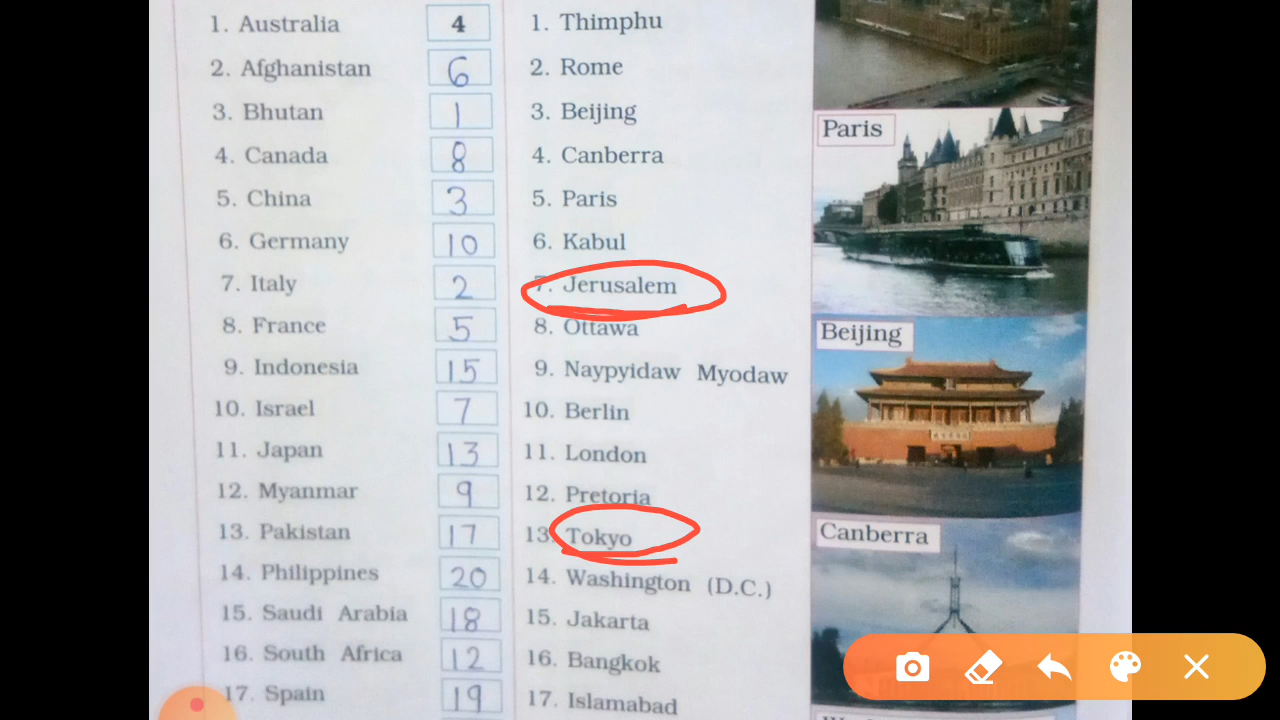 1. Australia 4
2. Afghanistan 6
3. Bhutan 1
4. Canada 8
5. China 3
6. Germany 10
7. Italy 2
8. France 5
9. Indonesia 15
10. Israel 7
11. Japan 13
12. Myanmar 9
13. Pakistan 17
14. Philippines 20
15. Saudi Arabia 18
16. South Africa 12
17. Spain 19
1. Thimphu
2. Rome
3. Beijing
4. Canberra
5. Paris
6. Kabul
7. Jerusalem
8. Ottawa
9. Naypyidaw Myodaw
10. Berlin
11. London
12. Pretoria
13. Tokyo
14. Washington (D.C.)
15. Jakarta
16. Bangkok
17. Islamabad
Paris
Beijing
Canberra